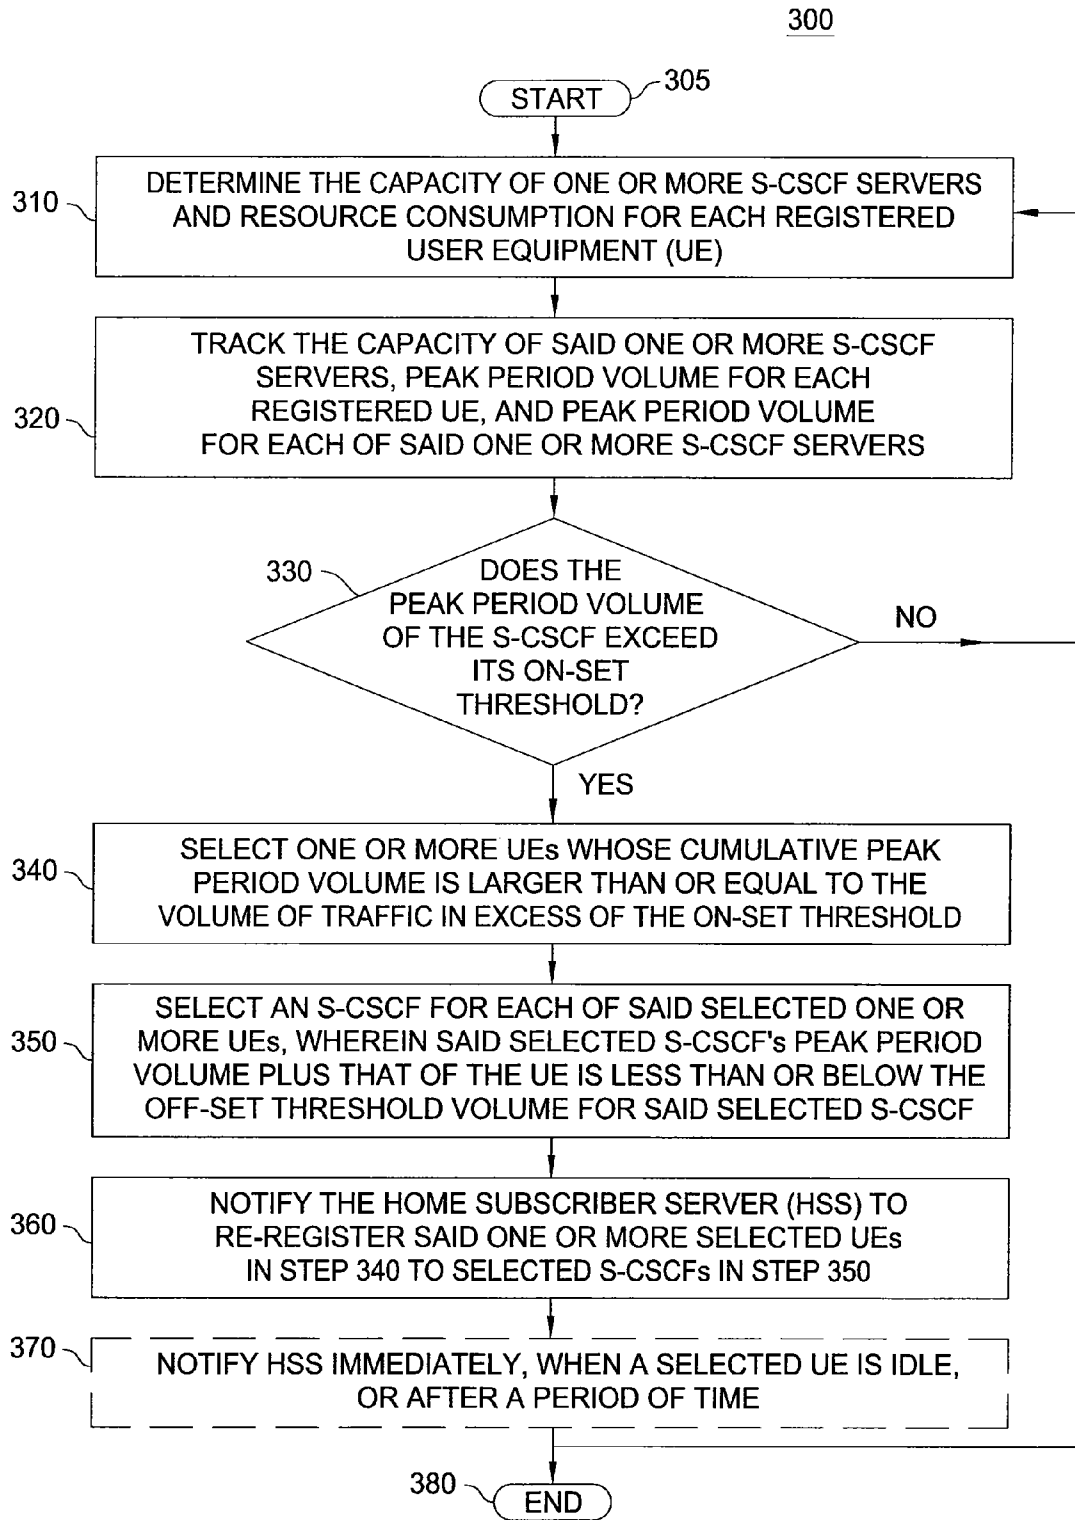 300
START
305
310
DETERMINE THE CAPACITY OF ONE OR MORE S-CSCF SERVERS
AND RESOURCE CONSUMPTION FOR EACH REGISTERED
USER EQUIPMENT (UE)
320
TRACK THE CAPACITY OF SAID ONE OR MORE S-CSCF
SERVERS, PEAK PERIOD VOLUME FOR EACH
REGISTERED UE, AND PEAK PERIOD VOLUME
FOR EACH OF SAID ONE OR MORE S-CSCF SERVERS
330
DOES THE
PEAK PERIOD VOLUME
OF THE S-CSCF EXCEED
ITS ON-SET
THRESHOLD?
NO
YES
340
SELECT ONE OR MORE UEs WHOSE CUMULATIVE PEAK
PERIOD VOLUME IS LARGER THAN OR EQUAL TO THE
VOLUME OF TRAFFIC IN EXCESS OF THE ON-SET THRESHOLD
350
SELECT AN S-CSCF FOR EACH OF SAID SELECTED ONE OR
MORE UEs, WHEREIN SAID SELECTED S-CSCF's PEAK PERIOD
VOLUME PLUS THAT OF THE UE IS LESS THAN OR BELOW THE
OFF-SET THRESHOLD VOLUME FOR SAID SELECTED S-CSCF
360
NOTIFY THE HOME SUBSCRIBER SERVER (HSS) TO
RE-REGISTER SAID ONE OR MORE SELECTED UEs
IN STEP 340 TO SELECTED S-CSCFs IN STEP 350
370
NOTIFY HSS IMMEDIATELY, WHEN A SELECTED UE IS IDLE,
OR AFTER A PERIOD OF TIME
380
END